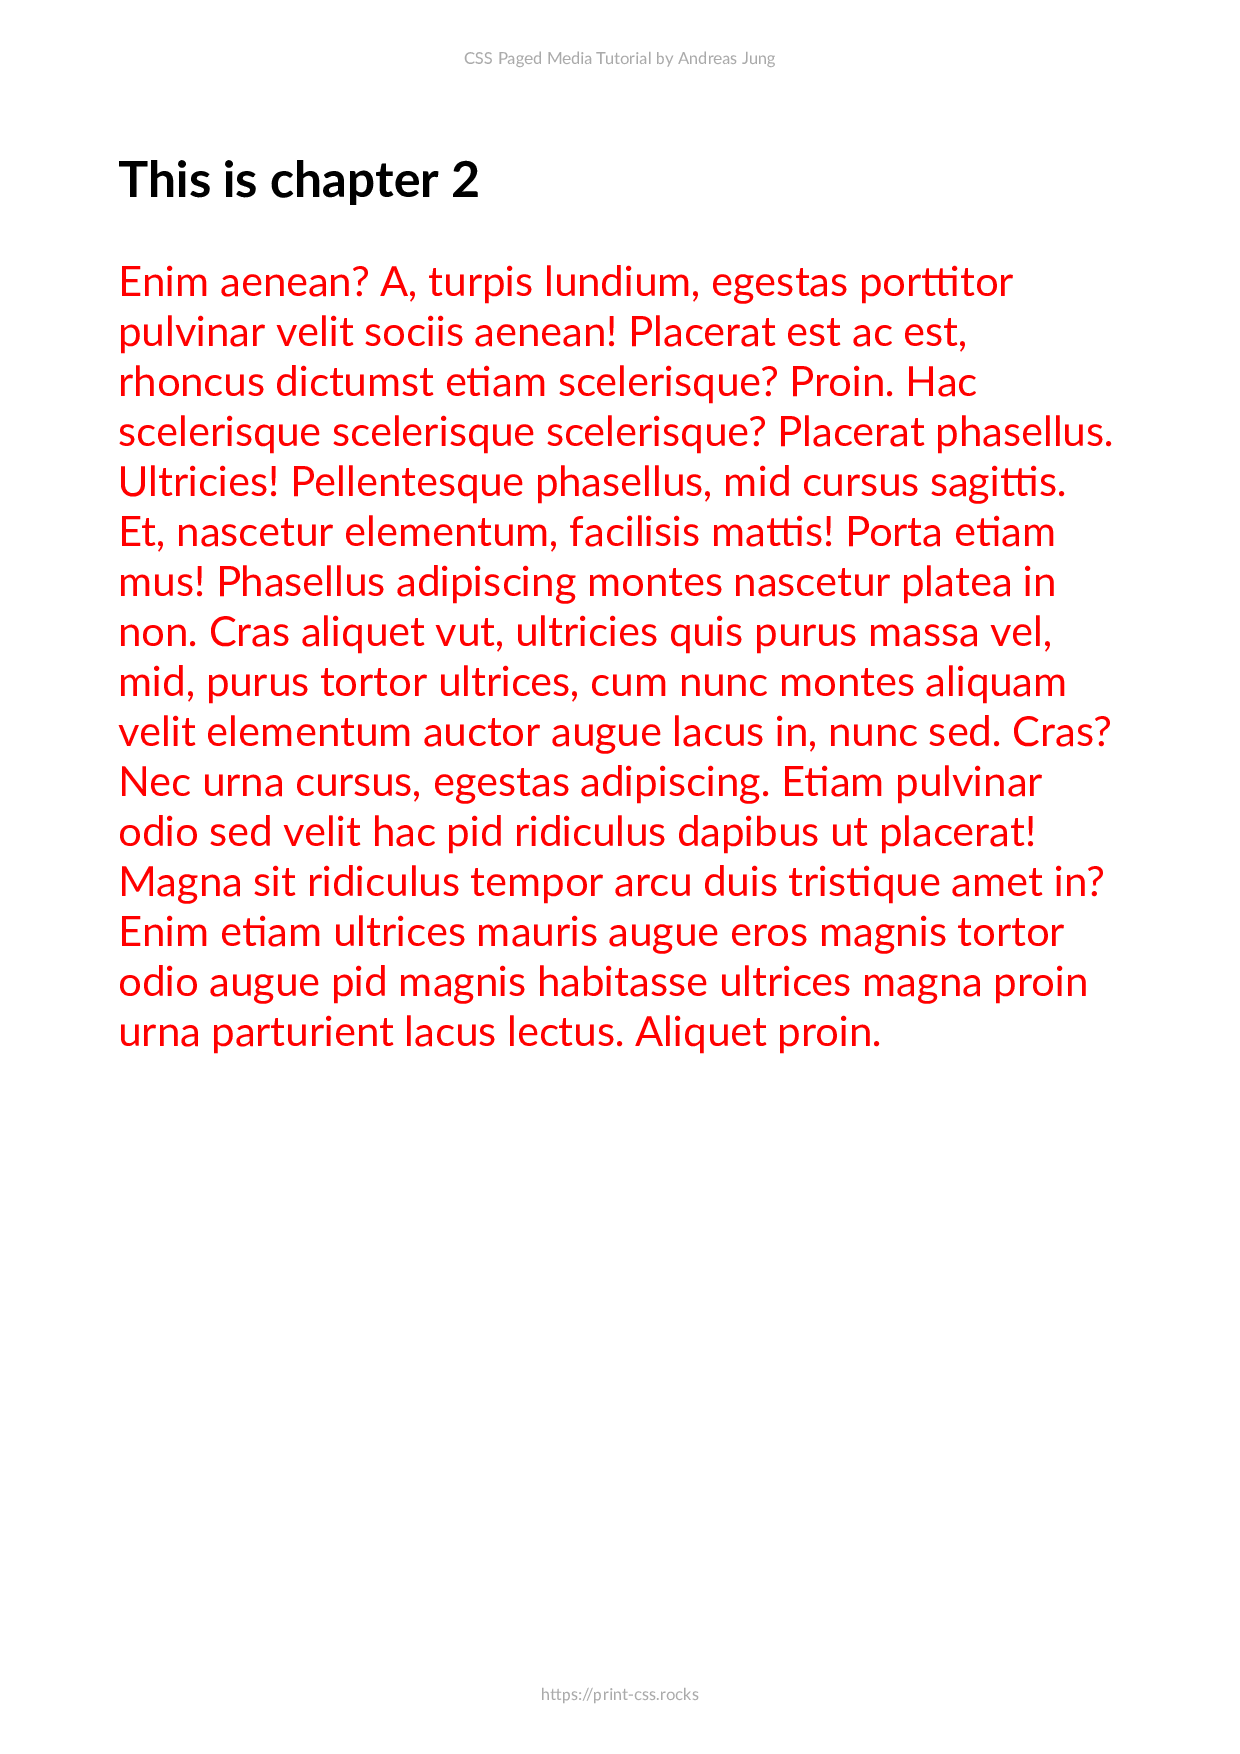 CSS Paged Media Tutorial by Andreas Jung
This is chapter 2
Enim aenean? A, turpis lundium, egestas porttitor
pulvinar velit sociis aenean! Placerat est ac est,
rhoncus dictumst etiam scelerisque? Proin. Hac
scelerisque scelerisque scelerisque? Placerat phasellus.
Ultricies! Pellentesque phasellus, mid cursus sagittis.
Et, nascetur elementum, facilisis mattis! Porta etiam
mus! Phasellus adipiscing montes nascetur platea in
non. Cras aliquet vut, ultricies quis purus massa vel,
mid, purus tortor ultrices, cum nunc montes aliquam
velit elementum auctor augue lacus in, nunc sed. Cras?
Nec urna cursus, egestas adipiscing. Etiam pulvinar
odio sed velit hac pid ridiculus dapibus ut placerat!
Magna sit ridiculus tempor arcu duis tristique amet in?
Enim etiam ultrices mauris augue eros magnis tortor
odio augue pid magnis habitasse ultrices magna proin
urna parturient lacus lectus. Aliquet proin.
https://print-css.rocks